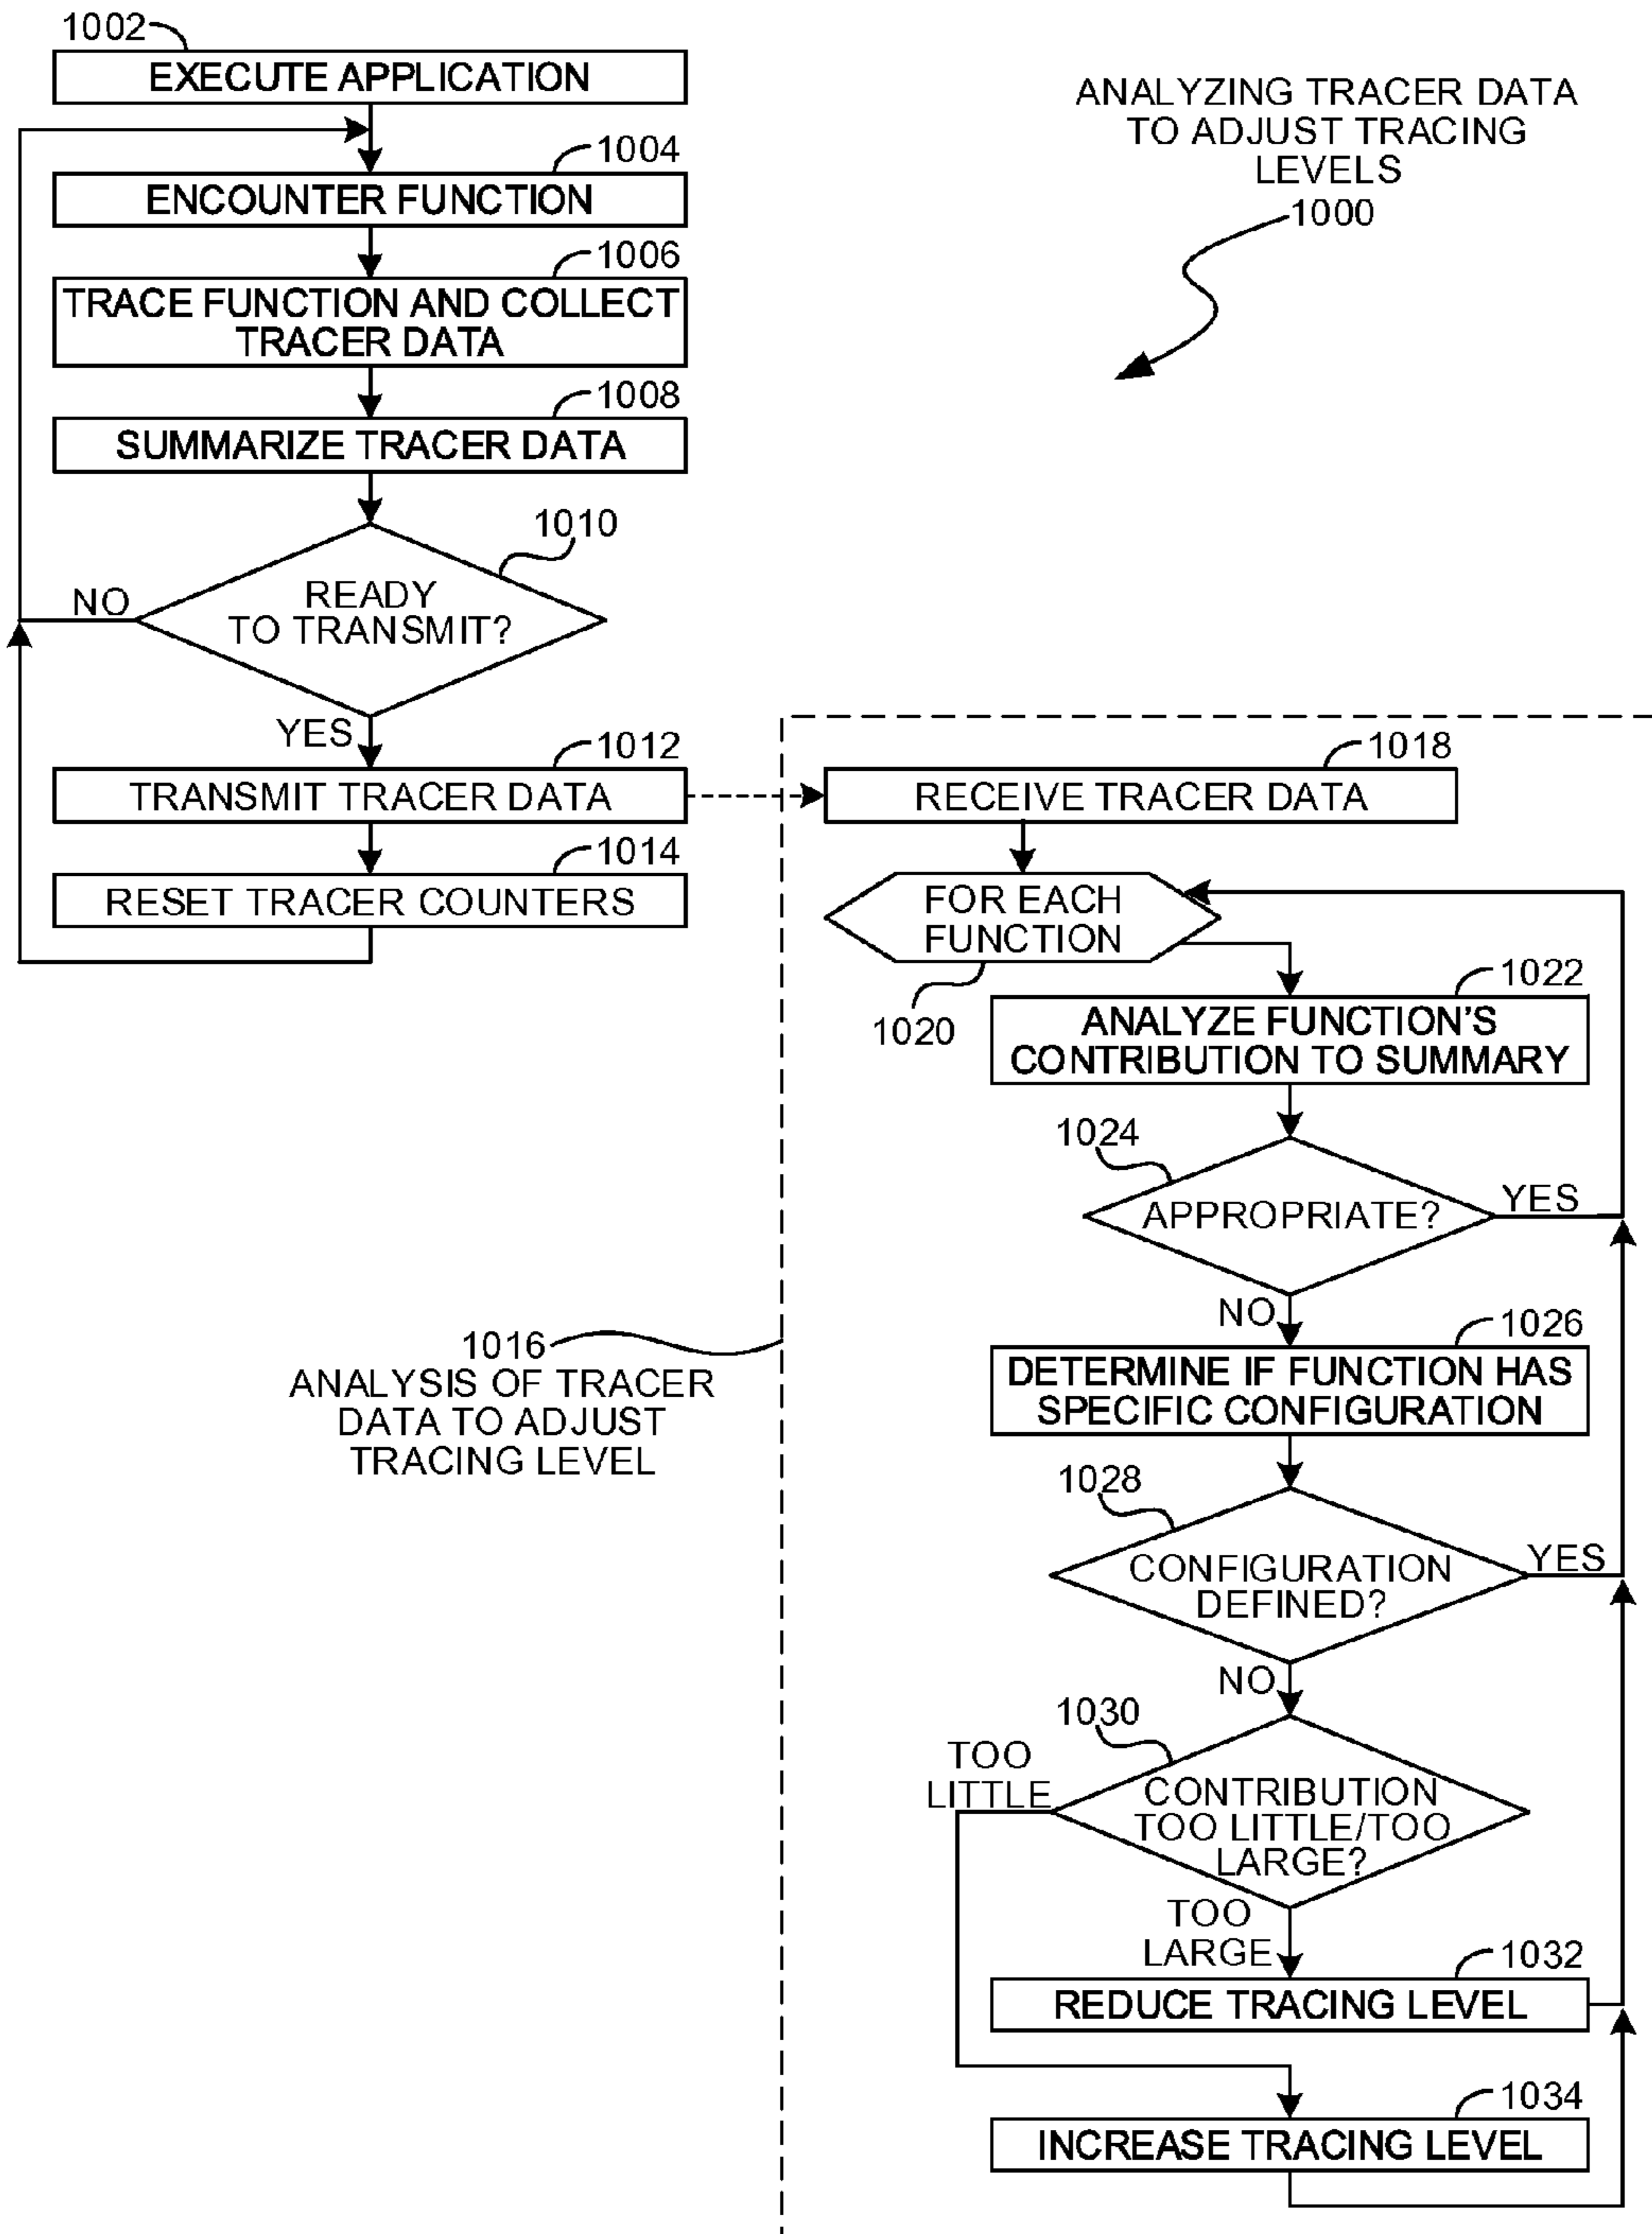 1002
EXECUTE APPLICATION
ANALYZING TRACER DATA
TO ADJUST TRACING
LEVELS
1000
1004
ENCOUNTER FUNCTION
1006
TRACE FUNCTION AND COLLECT
TRACER DATA
1008
SUMMARIZE TRACER DATA
1010
READY
TO TRANSMIT?
NO
YES
1012
TRANSMIT TRACER DATA
1014
RESET TRACER COUNTERS
1016
ANALYSIS OF TRACER
DATA TO ADJUST
TRACING LEVEL
1018
RECEIVE TRACER DATA
FOR EACH
FUNCTION
1020
1022
ANALYZE FUNCTION'S
CONTRIBUTION TO SUMMARY
1024
APPROPRIATE?
YES
NO
1026
DETERMINE IF FUNCTION HAS
SPECIFIC CONFIGURATION
1028
CONFIGURATION
DEFINED?
YES
NO
1030
TOO
LITTLE
CONTRIBUTION
TOO LITTLE/TOO
LARGE?
TOO
LARGE
1032
REDUCE TRACING LEVEL
1034
INCREASE TRACING LEVEL